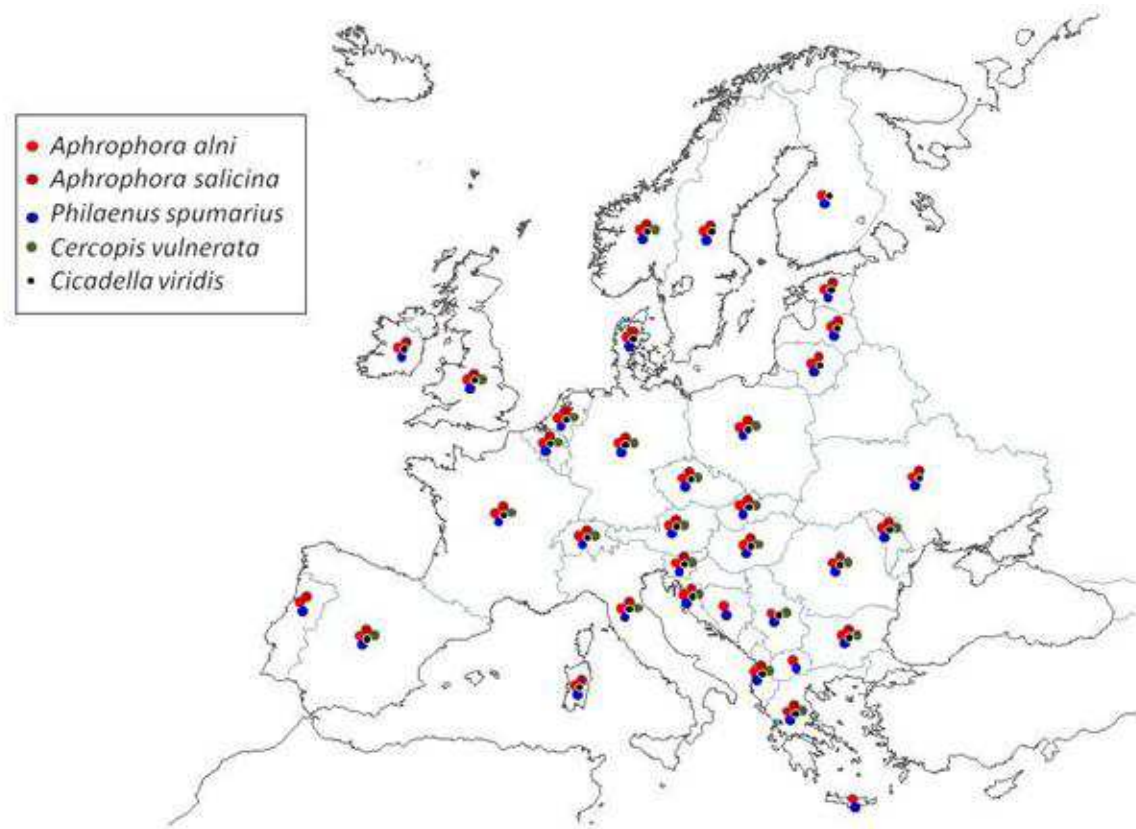 Aphrophora alni
Aphrophora salicina
Philaenus spumarius
Cercopis vulnerata
Cicadella viridis